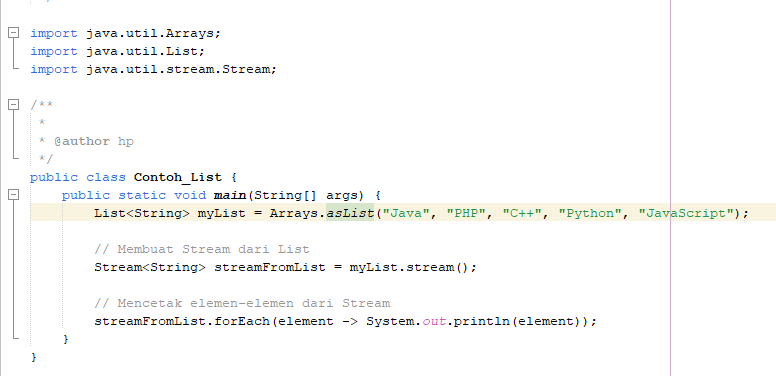 import java.util.Arrays;
import java.util.List;
import java.util.stream.Stream;
/**
 *
 * @author hp
 */
public class Contoh_List {
    public static void main(String[] args) {
        List<String> myList = Arrays.asList("Java", "PHP", "C++", "Python", "JavaScript");
        // Membuat Stream dari List
        Stream<String> streamFromList = myList.stream();
        // Mencetak elemen-elemen dari Stream
        streamFromList.forEach(element -> System.out.println(element));
    }
}